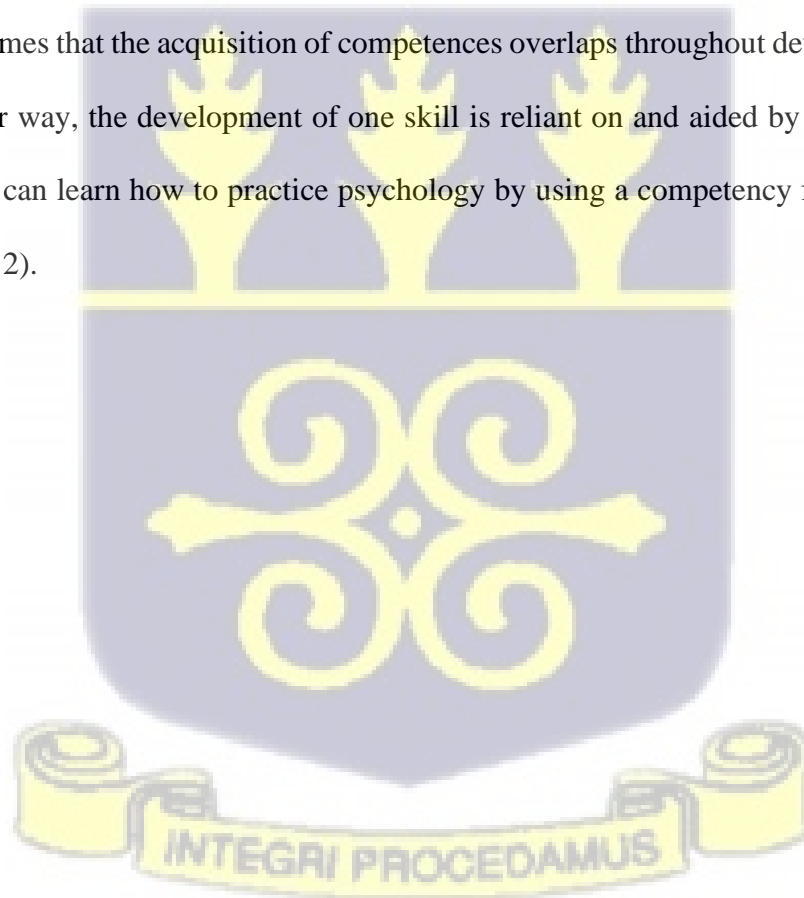 mes that the acquisition of competences overlaps throughout de
r way, the development of one skill is reliant on and aided by
can learn how to practice psychology by using a competency
2).
INTEGRI PROCEDAMUS